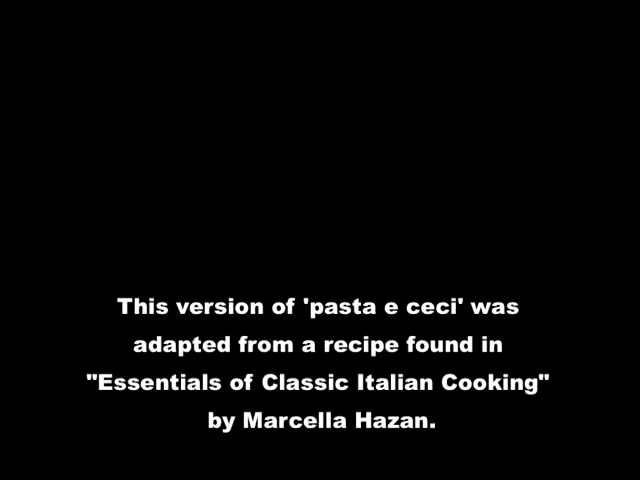 This version of 'pasta e ceci' was
adapted from a recipe found in
"Essentials of Classic Italian Cooking"
by Marcella Hazan.